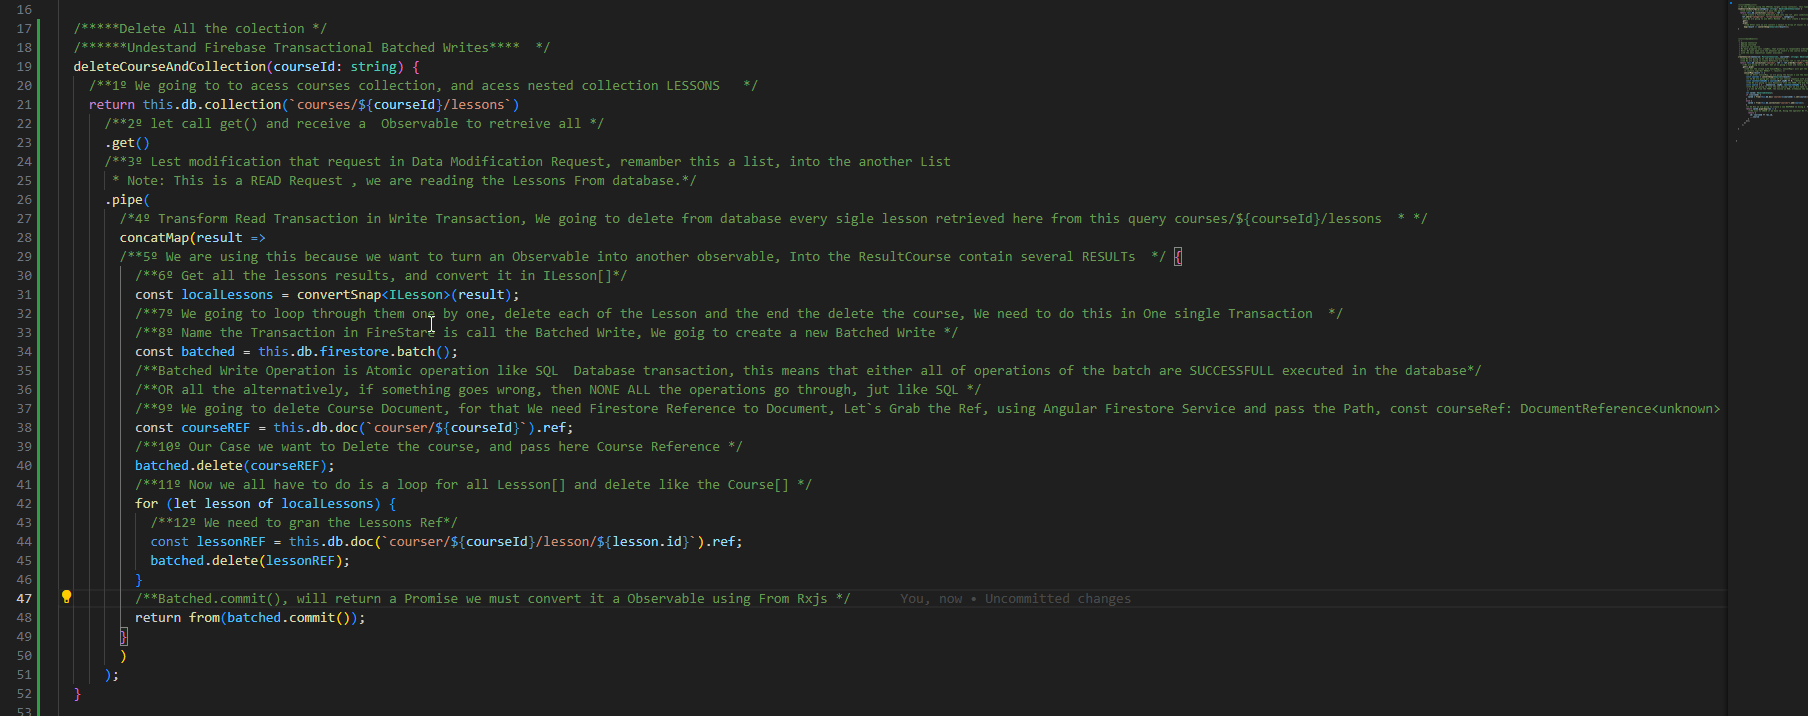 16
17 /*****Delete All the colection */
18 /******Undestand Firebase Transactional Batched Writes**** */
19 deleteCourseAndCollection(courseId: string) {
20 /**1º We going to to acess courses collection, and acess nested collection LESSONS */
21 return this.db.collection(`courses/${courseId}/lessons`)
22 /**2º let call get() and receive a Observable to retreive all */
23 .get()
24 /**3º Lest modification that request in Data Modification Request, remamber this a list, into the another List
25 * Note: This is a READ Request , we are reading the Lessons From database.*/
26 .pipe(
27 /*4º Transform Read Transaction in Write Transaction, We going to delete from database every sigle lesson retrieved here from this query courses/${courseId}/lessons * */
28 concatMap(result =>
29 /**5º We are using this because we want to turn an Observable into another observable, Into the ResultCourse contain several RESULTs */ {
30 /**6º Get all the lessons results, and convert it in ILesson[]*/
31 const localLessons = convertSnap<ILesson>(result);
32 /**7º We going to loop through them one by one, delete each of the Lesson and the end the delete the course, We need to do this in One single Transaction */
33 /**8º Name the Transaction in FireStare is call the Batched Write, We goig to create a new Batched Write */
34 const batched = this.db.firestore.batch();
35 /**Batched Write Operation is Atomic operation like SQL Database transaction, this means that either all of operations of the batch are SUCCESSFULL executed in the database*/
36 /**OR all the alternatively, if something goes wrong, then NONE ALL the operations go through, jut like SQL */
37 /**9º We going to delete Course Document, for that We need Firestore Reference to Document, Let`s Grab the Ref, using Angular Firestore Service and pass the Path, const courseRef: DocumentReference<unknown>
38 const courseREF = this.db.doc(`courser/${courseId}`).ref;
39 /**10º Our Case we want to Delete the course, and pass here Course Reference */
40 batched.delete(courseREF);
41 /**11º Now we all have to do is a loop for all Lessson[] and delete like the Course[] */
42 for (let lesson of localLessons) {
43 /**12º We need to gran the Lessons Ref*/
44 const lessonREF = this.db.doc(`courser/${courseId}/lesson/${lesson.id}`).ref;
45 batched.delete(lessonREF);
46 }
47 /**Batched.commit(), will return a Promise we must convert it a Observable using From Rxjs */ You, now • Uncommitted changes
48 return from(batched.commit());
49 }
50 )
51 );
52 }
53